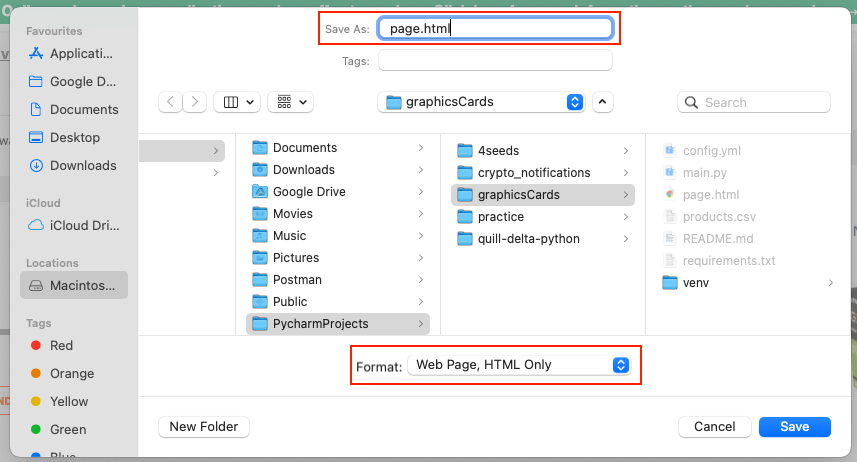 Save As: page.html
Tags:
Favourites
Applicati...
Google D...
Documents
Desktop
Downloads
iCloud
iCloud Dri...
Locations
Macintos...
Tags
Red
Orange
Yellow
Green
Blue
graphicsCards
Search
Documents
Downloads
Google Drive
Movies
Music
Pictures
Postman
Public
PycharmProjects
4seeds
crypto_notifications
graphicsCards
practice
quill-delta-python
config.yml
main.py
page.html
products.csv
README.md
requirements.txt
venv
Format: Web Page, HTML Only
New Folder
Cancel
Save